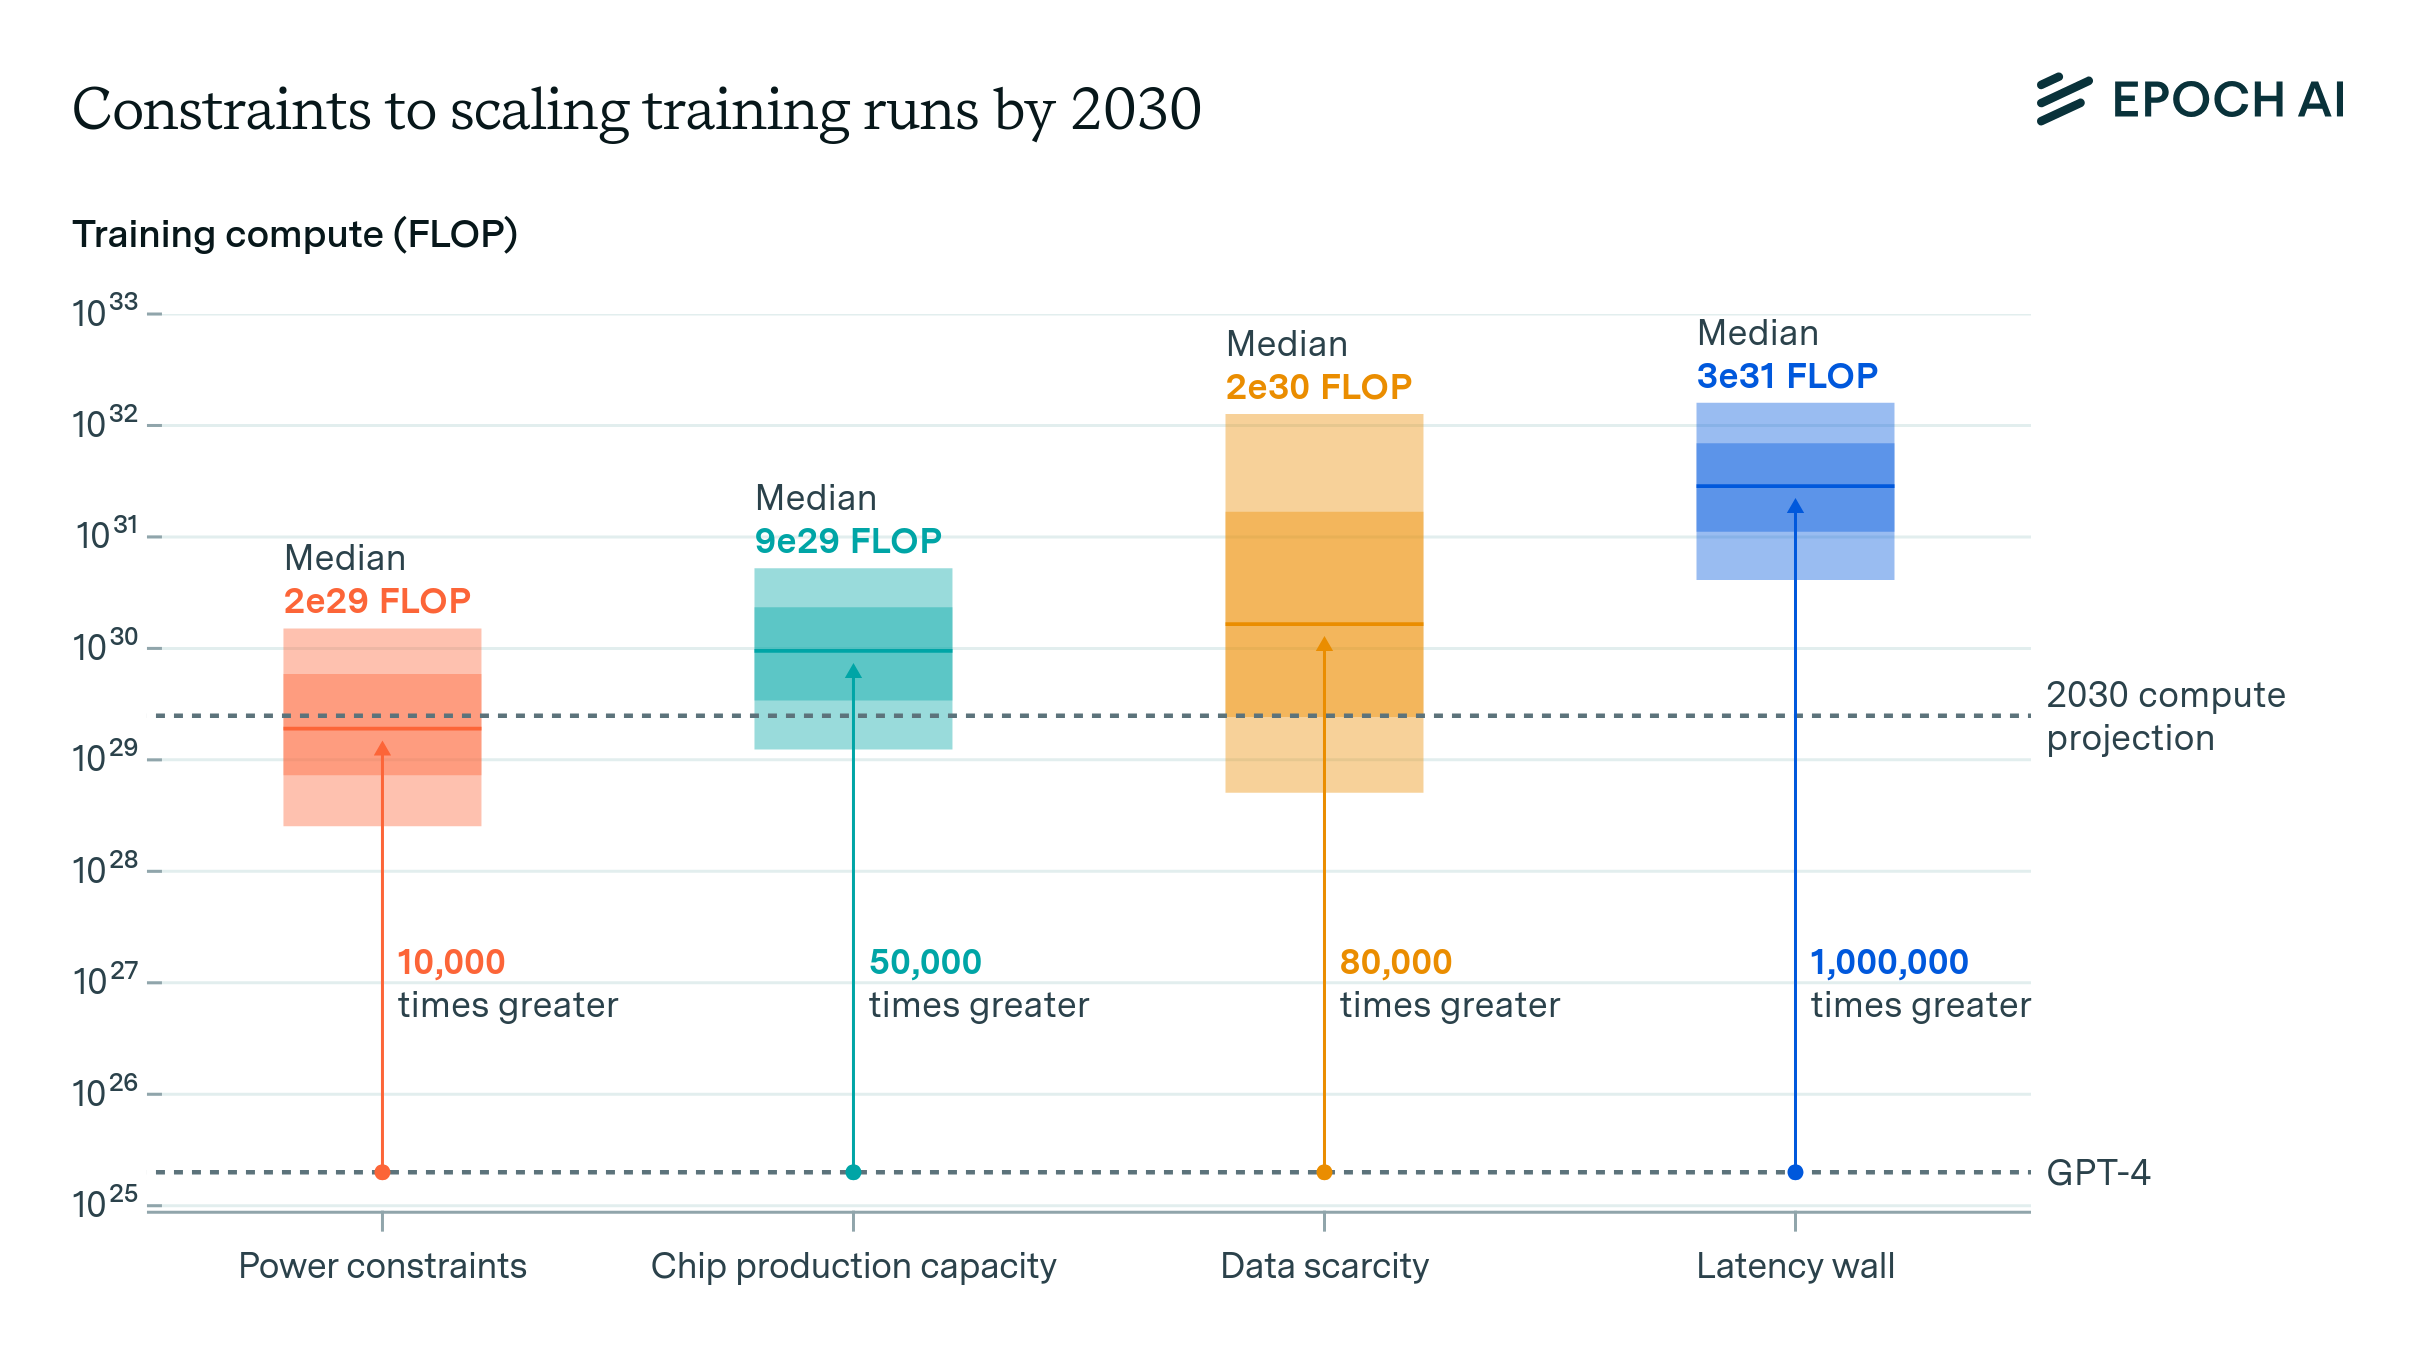 Constraints to scaling training runs by 2030
EPOCH AI
Training compute (FLOP)
10^33
10^32
10^31
10^30
10^29
10^28
10^27
10^26
10^25
Median
2e29 FLOP
Median
9e29 FLOP
Median
2e30 FLOP
Median
3e31 FLOP
2030 compute
projection
10,000
times greater
50,000
times greater
80,000
times greater
1,000,000
times greater
GPT-4
Power constraints
Chip production capacity
Data scarcity
Latency wall